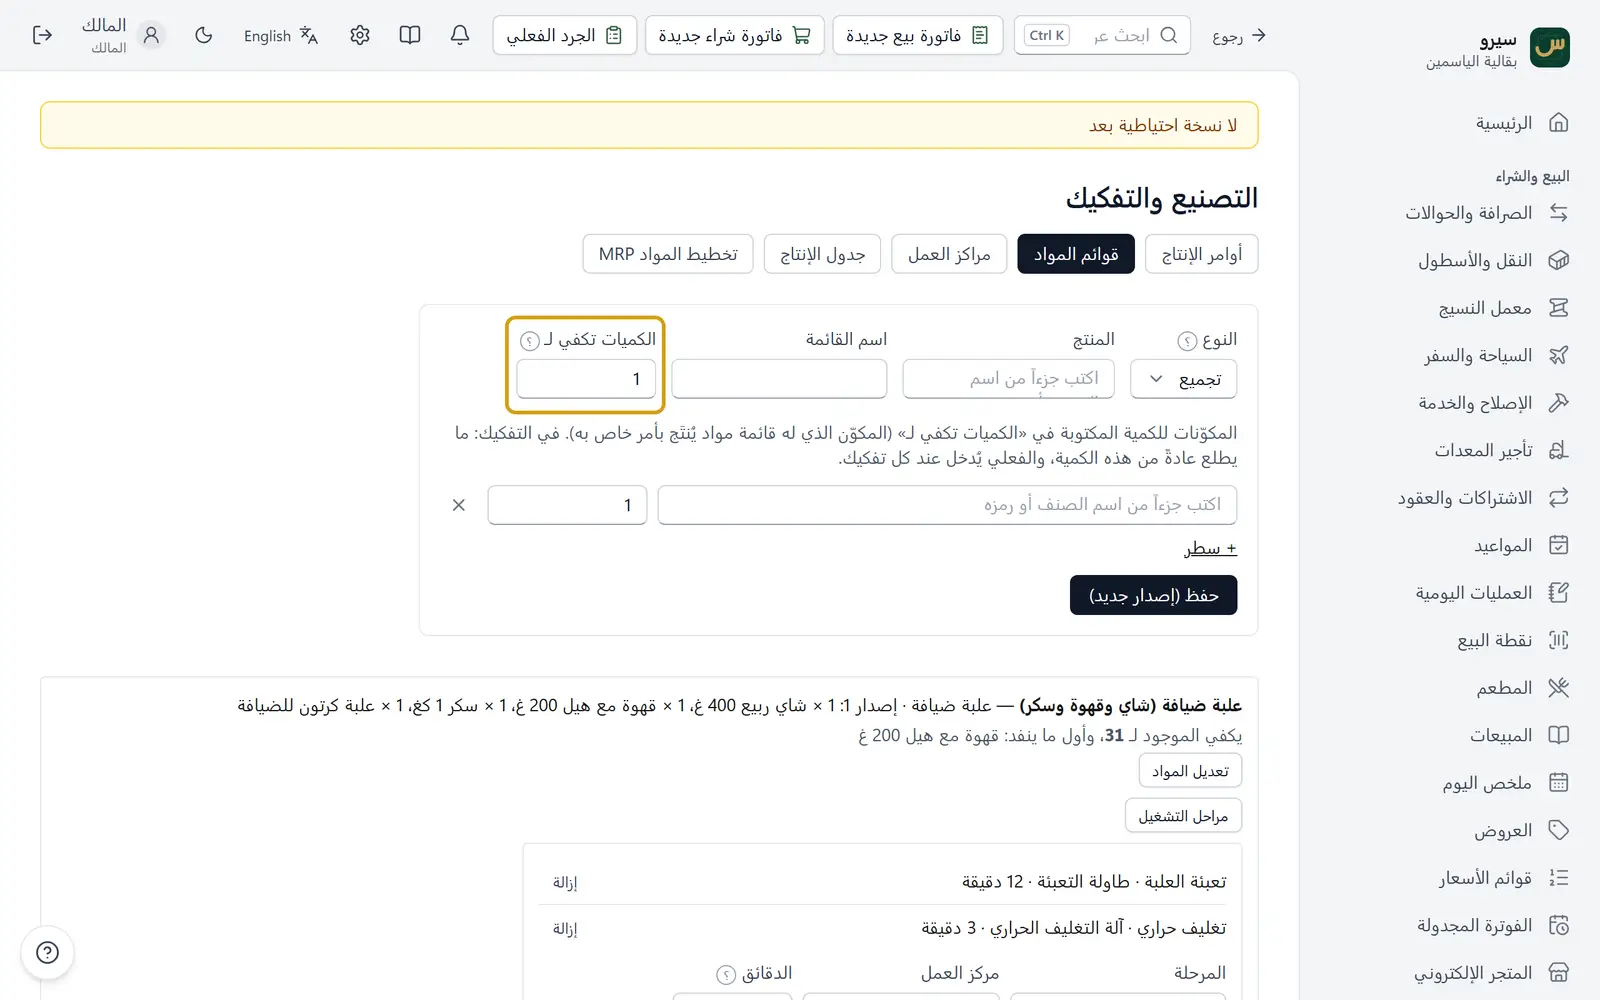 سيرو
بقالية الياسمين
رجوع
Ctrl K
فاتورة بيع جديدة
فاتورة شراء جديدة
الجرد الفعلي
English
المالك
المالك
الرئيسية
البيع والشراء
الصرافة والحوالات
النقل والأسطول
معمل النسيج
السياحة والسفر
الإصلاح والخدمة
تأجير المعدات
الاشتراكات والعقود
المواعيد
العمليات اليومية
نقطة البيع
المطعم
المبيعات
ملخص اليوم
العروض
قوائم الأسعار
الفوترة المجدولة
المتجر الإلكتروني
لا نسخة احتياطية بعد
التصنيع والتفكيك
أوامر الإنتاج
قوائم المواد
مراكز العمل
جدول الإنتاج
تخطيط المواد MRP
النوع ؟
المنتج
اسم القائمة
الكميات تكفي لـ ؟
تجميع
اكتب جزءاً من اسم
1
المكوّنات للكمية المكتوبة في «الكميات تكفي لـ» (المكوّن الذي له قائمة مواد يُنتَج بأمر خاص به). في التفكيك: ما
يطلع عادةً من هذه الكمية، والفعلي يُدخل عند كل تفكيك.
اكتب جزءاً من اسم الصنف أو رمزه
1
+ سطر
حفظ (إصدار جديد)
علبة ضيافة (شاي وقهوة وسكر) — علبة ضيافة · إصدار 1: 1 × شاي ربيع 400 غ، 1 × قهوة مع هيل 200 غ، 1 × سكر 1 كغ، 1 × علبة كرتون للضيافة
يكفي الموجود لـ 31، وأول ما ينفد: قهوة مع هيل 200 غ
تعديل المواد
مراحل التشغيل
تعبئة العلبة · طاولة التعبئة · 12 دقيقة
إزالة
تغليف حراري · آلة التغليف الحراري · 3 دقيقة
إزالة
المرحلة
مركز العمل
الدقائق ؟